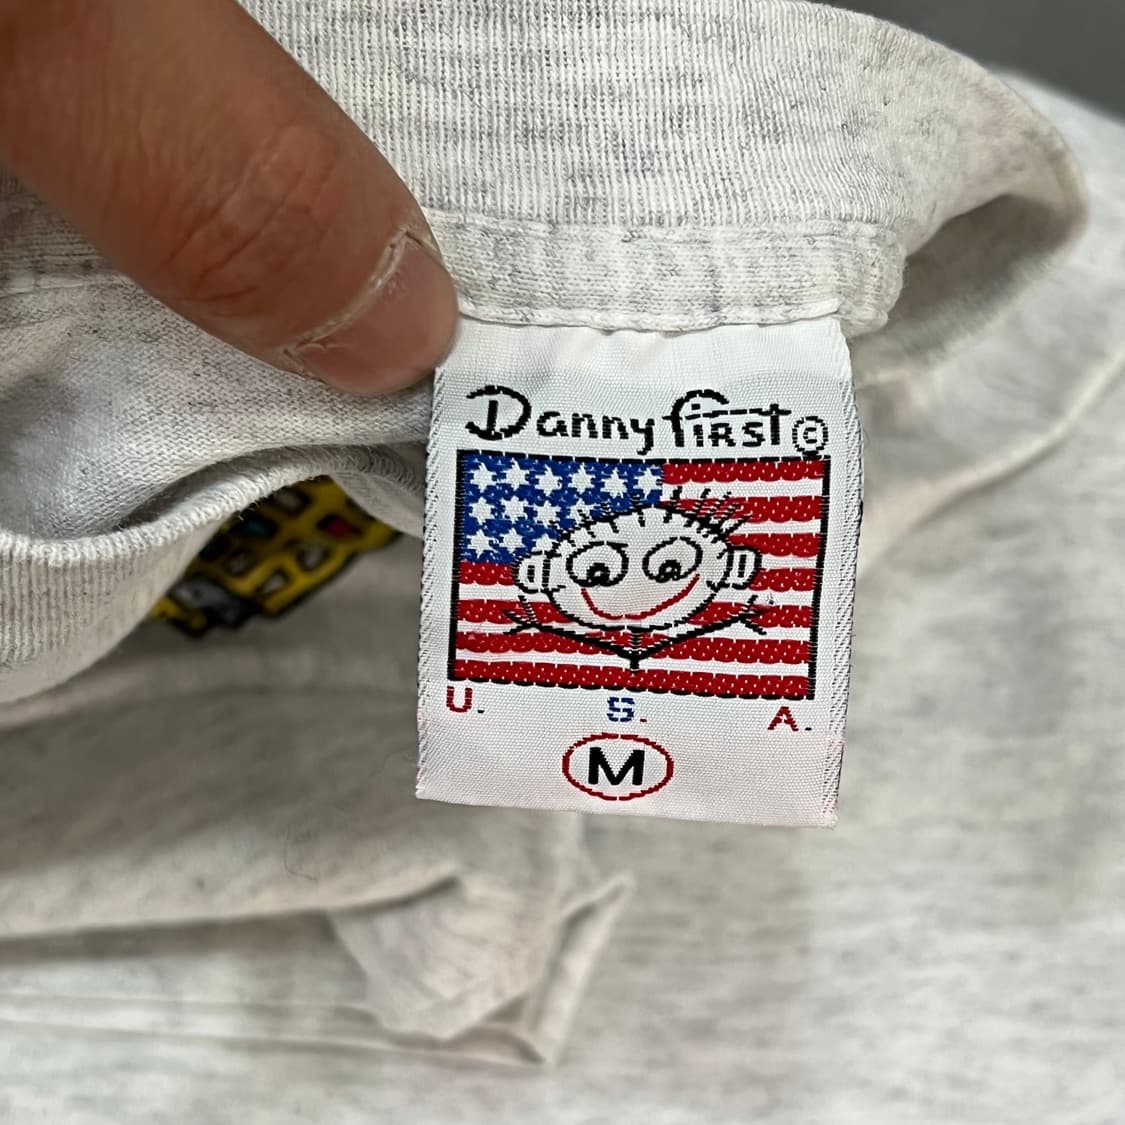 Danny First ©
U. S. A.
M